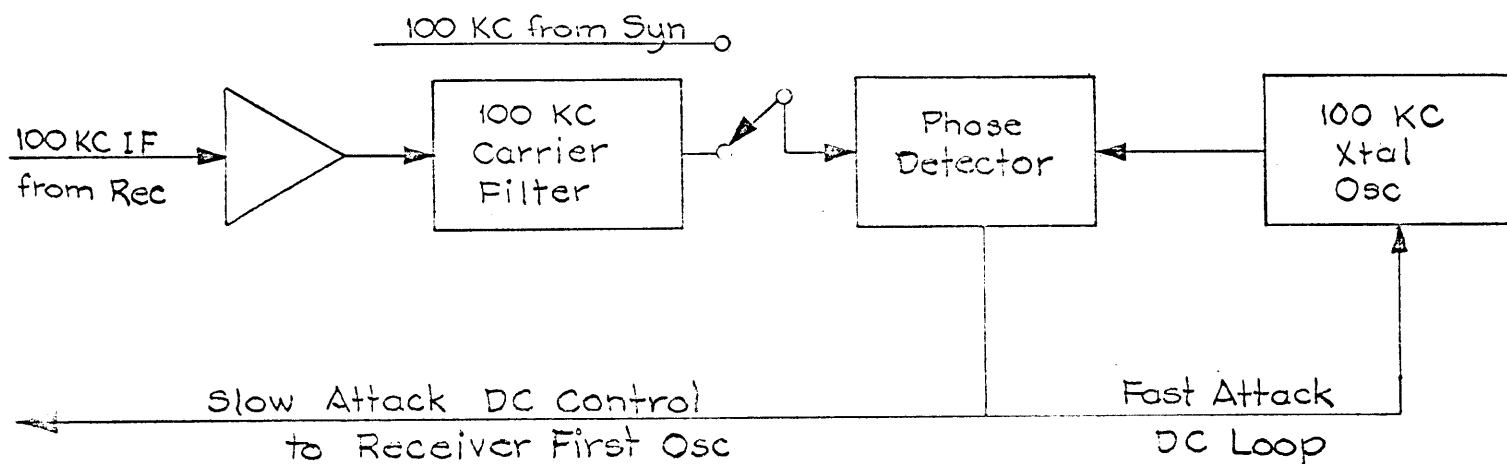 100 KC from Syn
100 KC IF
from Rec
100 KC
Carrier
Filter
Phase
Detector
100 KC
Xtal
Osc
Slow Attack DC Control
to Receiver First Osc
Fast Attack
DC Loop